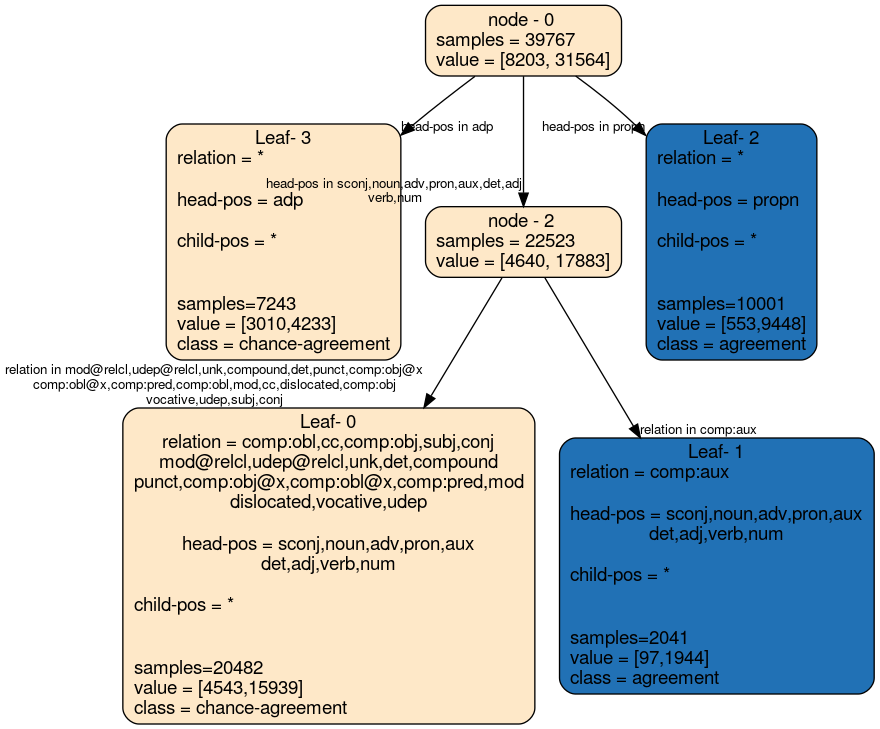 node - 0
samples = 39767
value = [8203, 31564]
head-pos in adp
head-pos in propn
Leaf- 3
relation = *
head-pos = adp
child-pos = *
samples=7243
value = [3010,4233]
class = chance-agreement
head-pos in sconj,noun,adv,pron,aux,det,adj
verb,num
node - 2
samples = 22523
value = [4640, 17883]
Leaf- 2
relation = *
head-pos = propn
child-pos = *
samples=10001
value = [553,9448]
class = agreement
relation in mod@relcl,udep@relcl,unk,compound,det,punct,comp:obj@x
comp:obl@x,comp:pred,comp:obl,mod,cc,dislocated,comp:obj
vocative,udep,subj,conj
relation in comp:aux
Leaf- 0
relation = comp:obl,cc,comp:obj,subj,conj
mod@relcl,udep@relcl,unk,det,compound
punct,comp:obj@x,comp:obl@x,comp:pred,mod
dislocated,vocative,udep
head-pos = sconj,noun,adv,pron,aux
det,adj,verb,num
child-pos = *
samples=20482
value = [4543,15939]
class = chance-agreement
Leaf- 1
relation = comp:aux
head-pos = sconj,noun,adv,pron,aux
det,adj,verb,num
child-pos = *
samples=2041
value = [97,1944]
class = agreement